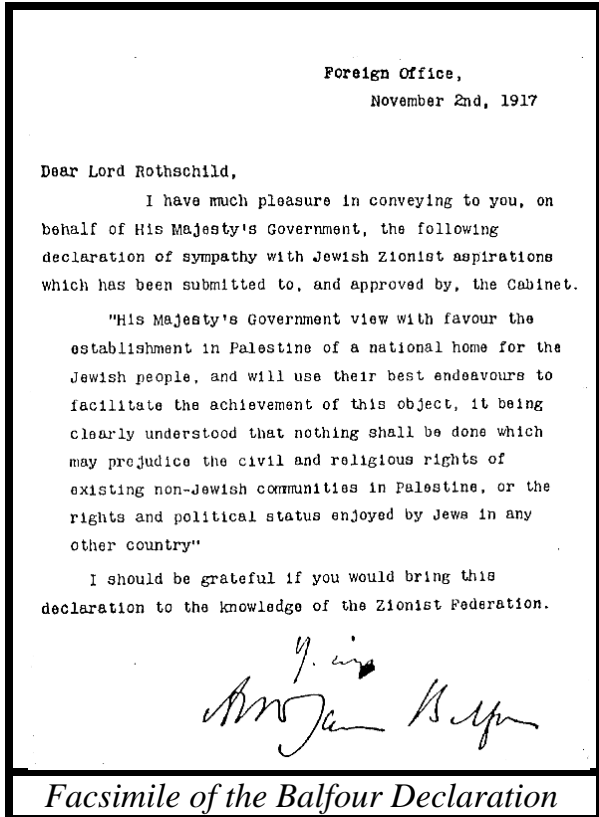 Foreign Office,
November 2nd, 1917
Dear Lord Rothschild,
I have much pleasure in conveying to you, on
behalf of His Majesty's Government, the following
declaration of sympathy with Jewish Zionist aspirations
which has been submitted to, and approved by, the Cabinet.
"His Majesty's Government view with favour the
establishment in Palestine of a national home for the
Jewish people, and will use their best endeavours to
facilitate the achievement of this object, it being
clearly understood that nothing shall be done which
may prejudice the civil and religious rights of
existing non-Jewish communities in Palestine, or the
rights and political status enjoyed by Jews in any
other country"
I should be grateful if you would bring this
declaration to the knowledge of the Zionist Federation.
Balfour
Facsimile of the Balfour Declaration